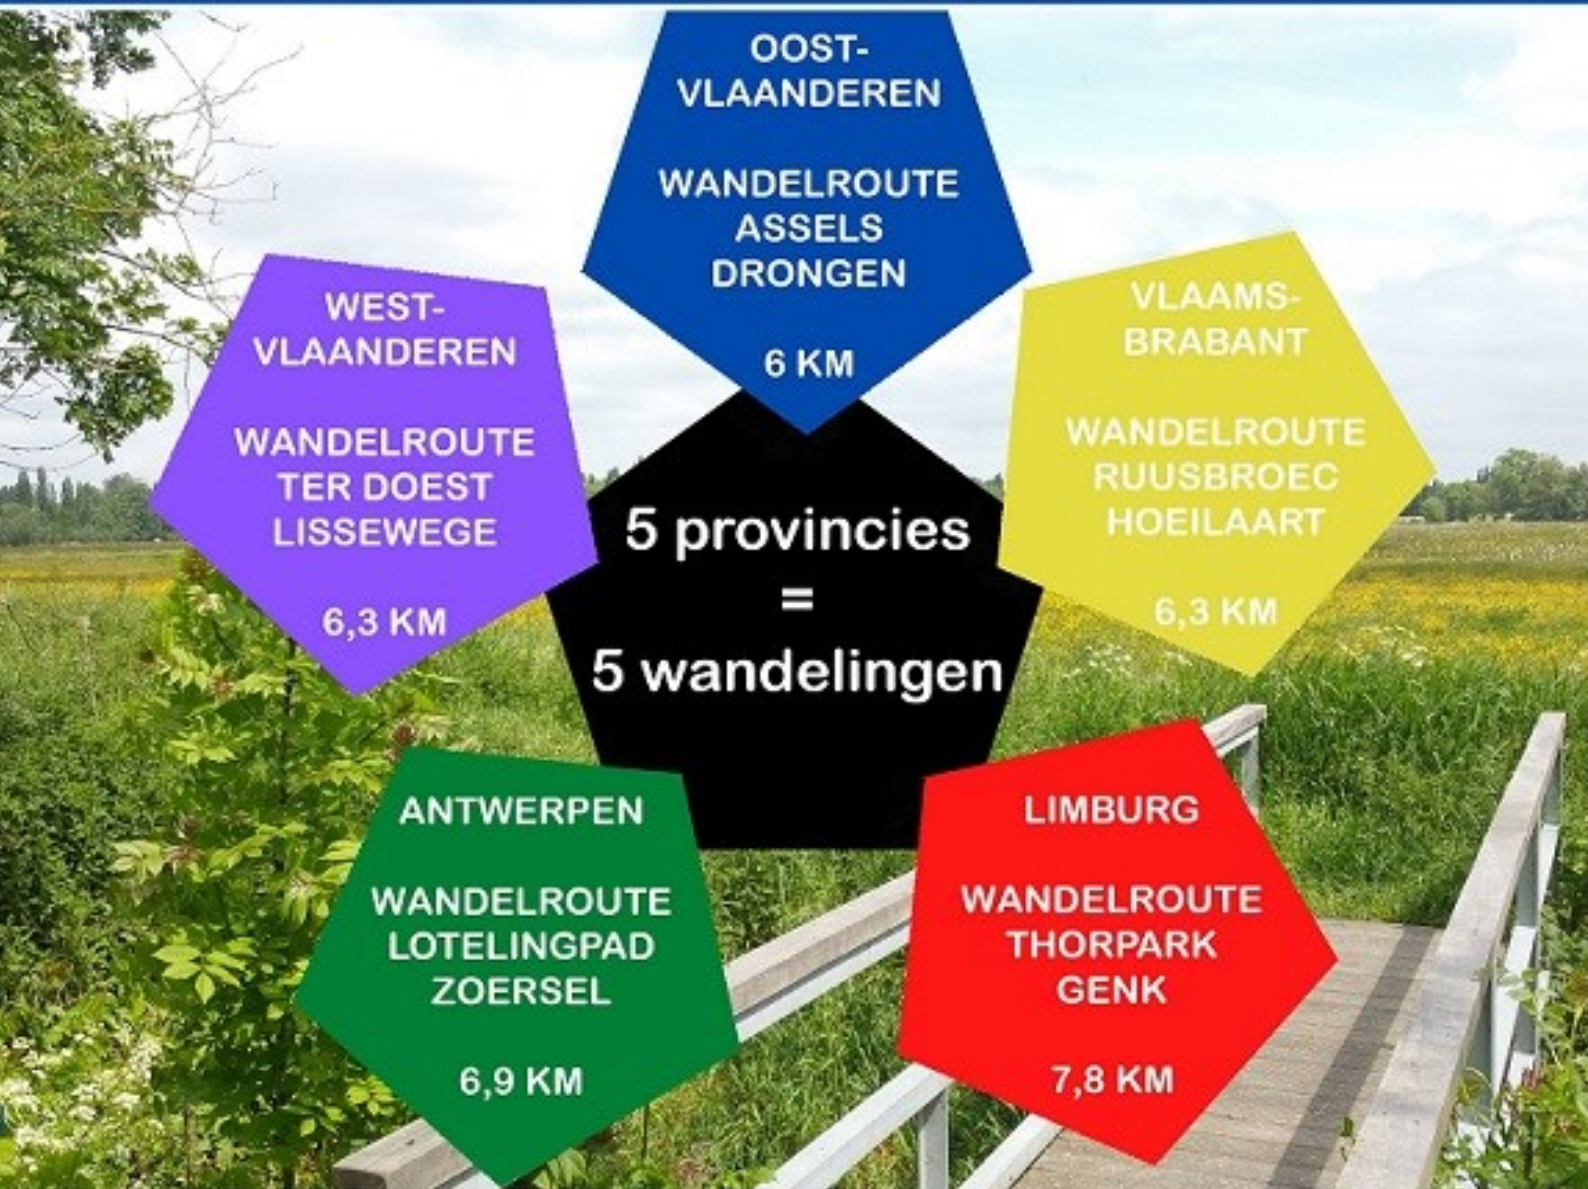 OOST-
VLAANDEREN
WANDELROUTE
ASSELS
DRONGEN
6 KM
WEST-
VLAANDEREN
WANDELROUTE
TER DOEST
LISSEWEGE
6,3 KM
VLAAMS-
BRABANT
WANDELROUTE
RUUSBROEC
HOEILAART
6,3 KM
5 provincies
=
5 wandelingen
ANTWERPEN
WANDELROUTE
LOTELINGPAD
ZOERSEL
6,9 KM
LIMBURG
WANDELROUTE
THORPARK
GENK
7,8 KM